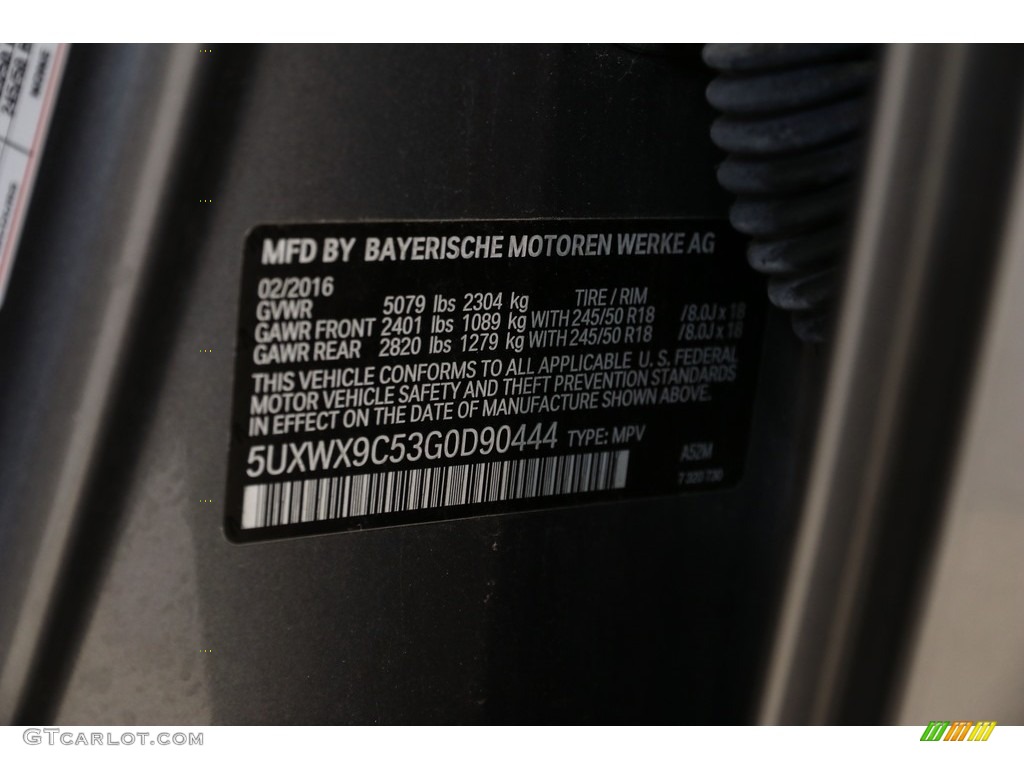 MFD BY BAYERISCHE MOTOREN WERKE AG
02/2016
GVWR 5079 lbs 2304 kg TIRE / RIM
GAWR FRONT 2401 lbs 1089 kg WITH 245/50 R18 /8.0J x 18
GAWR REAR 2820 lbs 1279 kg WITH 245/50 R18 /8.0J x 18
THIS VEHICLE CONFORMS TO ALL APPLICABLE U. S. FEDERAL
MOTOR VEHICLE SAFETY AND THEFT PREVENTION STANDARDS
IN EFFECT ON THE DATE OF MANUFACTURE SHOWN ABOVE.
5UXWX9C53G0D90444 TYPE: MPV
A52M
7 320 730
GTcarlot.com